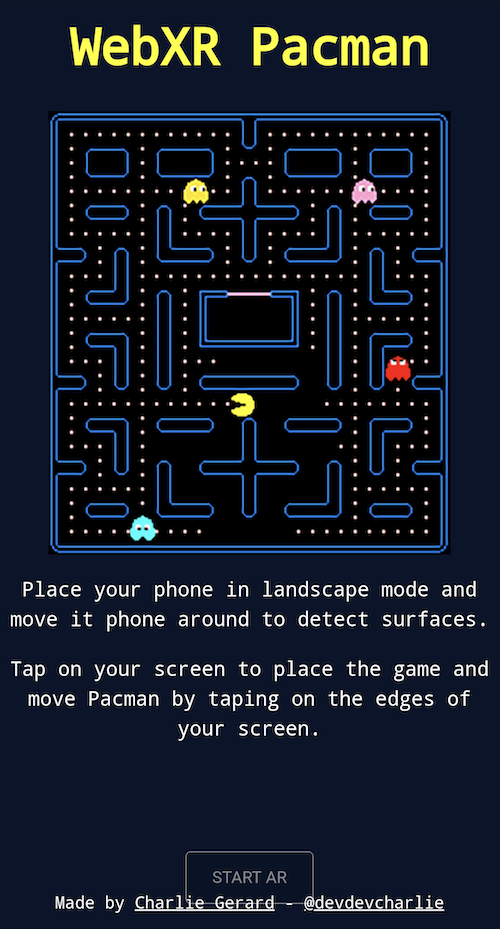 WebXR Pacman
Place your phone in landscape mode and
move it phone around to detect surfaces.
Tap on your screen to place the game and
move Pacman by taping on the edges of
your screen.
START AR
Made by Charlie Gerard - @devdevcharlie